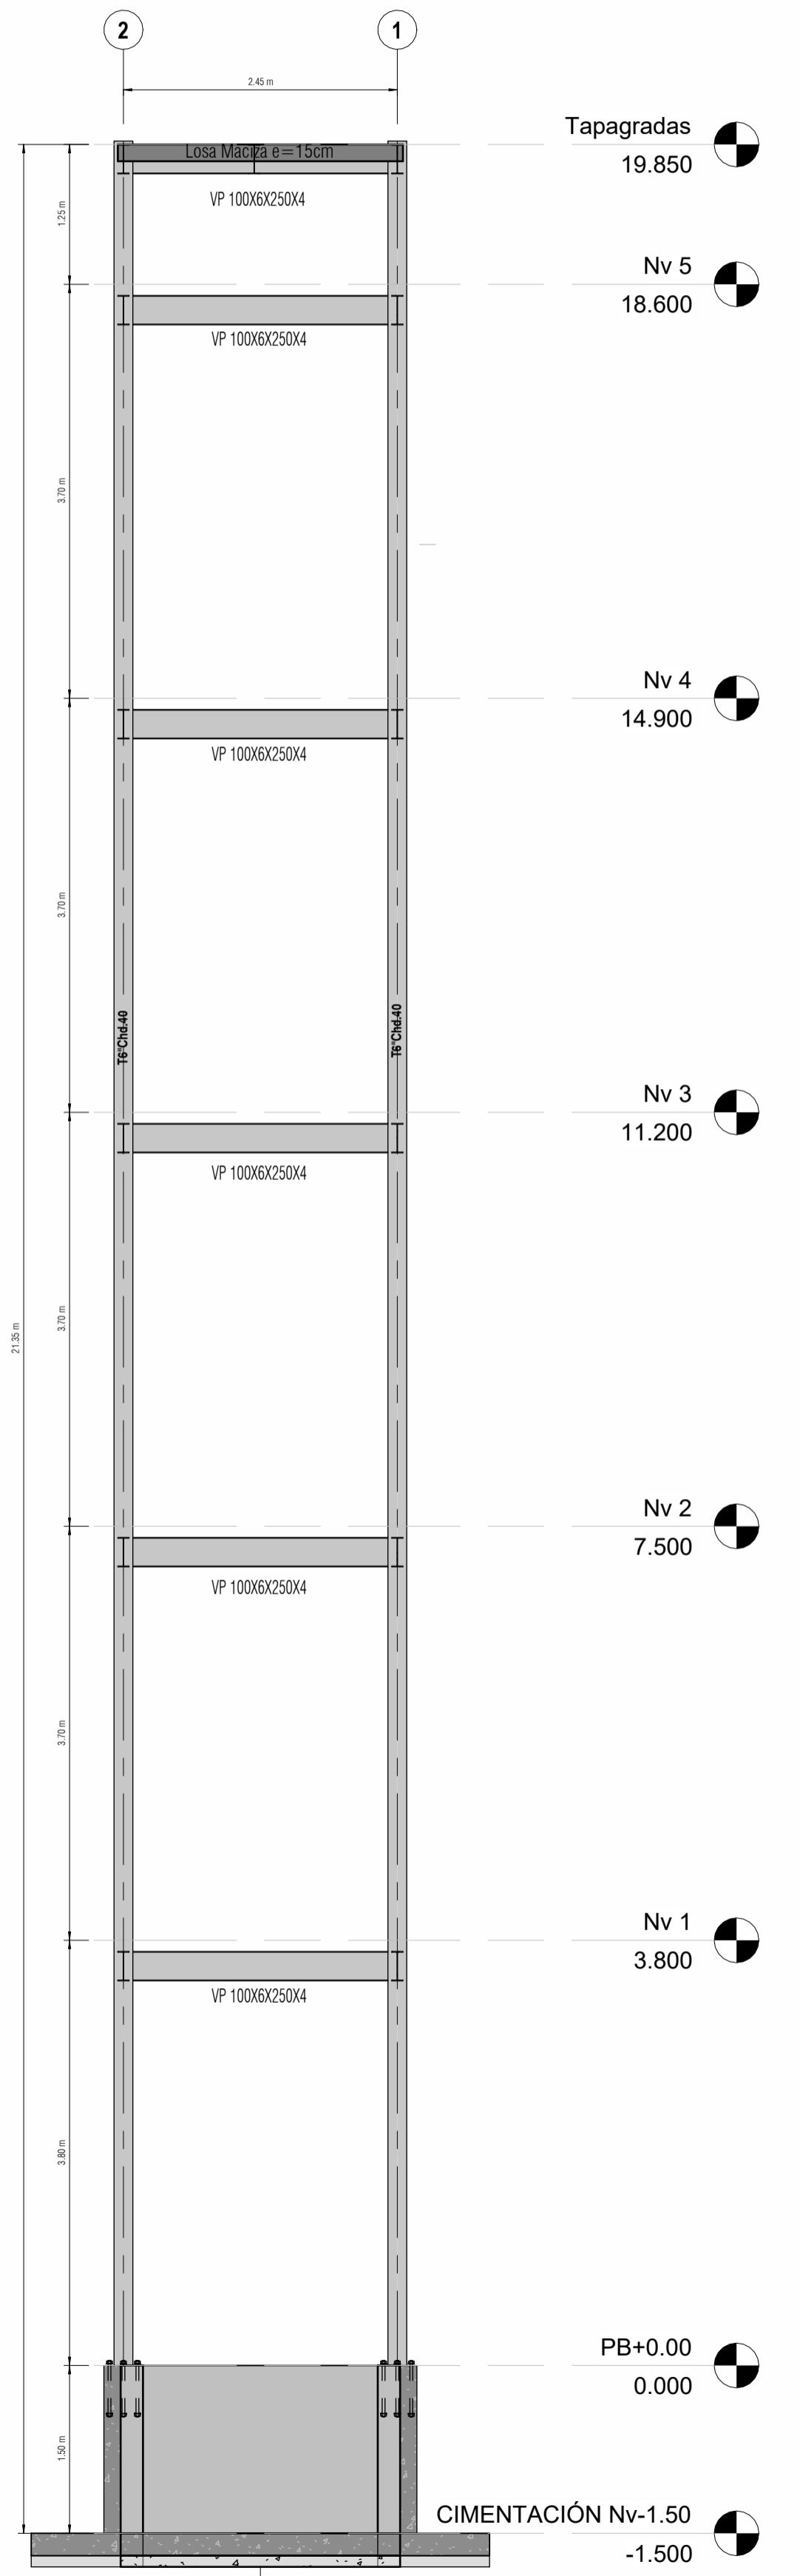 2
1
2.45 m
Tapagradas
19.850
Losa Maciza e=15cm
VP 100X6X250X4
1.25 m
Nv 5
18.600
VP 100X6X250X4
3.70 m
Nv 4
14.900
VP 100X6X250X4
3.70 m
T6"Chd.40
T6"Chd.40
Nv 3
11.200
VP 100X6X250X4
21.35 m
3.70 m
Nv 2
7.500
VP 100X6X250X4
3.70 m
Nv 1
3.800
VP 100X6X250X4
3.80 m
PB+0.00
0.000
1.50 m
CIMENTACIÓN Nv-1.50
-1.500